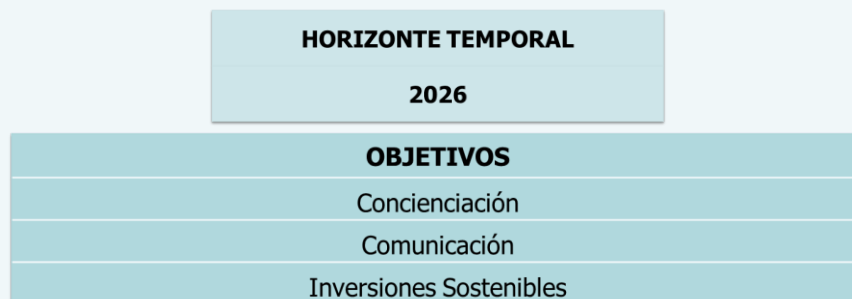 HORIZONTE TEMPORAL
2026
OBJETIVOS
Concienciación
Comunicación
Inversiones Sostenibles